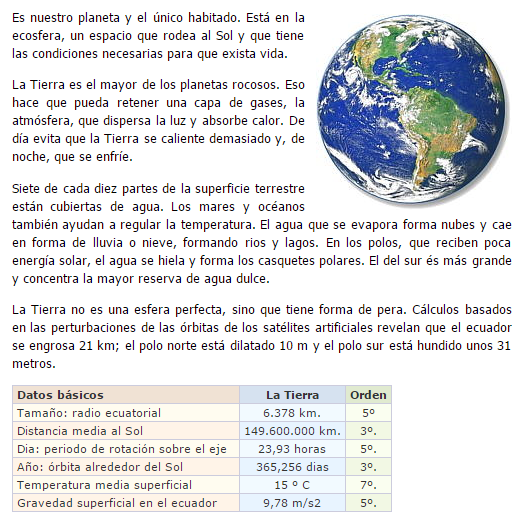 Es nuestro planeta y el único habitado. Está en la
ecosfera, un espacio que rodea al Sol y que tiene
las condiciones necesarias para que exista vida.
La Tierra es el mayor de los planetas rocosos. Eso
hace que pueda retener una capa de gases, la
atmósfera, que dispersa la luz y absorbe calor. De
día evita que la Tierra se caliente demasiado y, de
noche, que se enfríe.
Siete de cada diez partes de la superficie terrestre
están cubiertas de agua. Los mares y océanos
también ayudan a regular la temperatura. El agua que se evapora forma nubes y cae
en forma de lluvia o nieve, formando rios y lagos. En los polos, que reciben poca
energía solar, el agua se hiela y forma los casquetes polares. El del sur és más grande
y concentra la mayor reserva de agua dulce.
La Tierra no es una esfera perfecta, sino que tiene forma de pera. Cálculos basados
en las perturbaciones de las órbitas de los satélites artificiales revelan que el ecuador
se engrosa 21 km; el polo norte está dilatado 10 m y el polo sur está hundido unos 31
metros.
Datos básicos La Tierra Orden
Tamaño: radio ecuatorial 6.378 km. 5º
Distancia media al Sol 149.600.000 km. 3º.
Dia: periodo de rotación sobre el eje 23,93 horas 5º.
Año: órbita alrededor del Sol 365,256 dias 3º.
Temperatura media superficial 15 º C 7º.
Gravedad superficial en el ecuador 9,78 m/s2 5º.